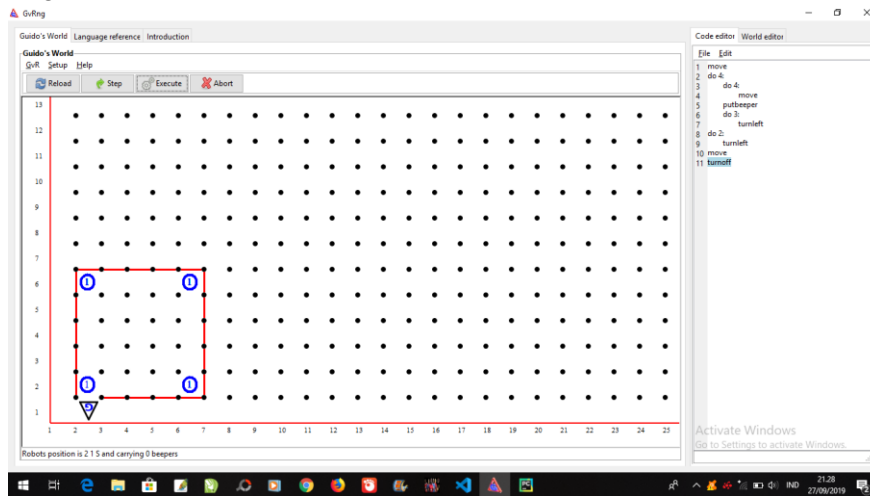 GvRng
Guido's World Language reference Introduction
Code editor World editor
Guido's World
GvR Setup Help
File Edit
Reload Step Execute Abort
1 move
2 do 4:
3 do 4:
4 move
5 putbeeper
6 do 3:
7 turnleft
8 do 2:
9 turnleft
10 move
11 turnoff
13
12
11
10
9
8
7
6 1 1
5
4
3
2 1 1
1 G
1 2 3 4 5 6 7 8 9 10 11 12 13 14 15 16 17 18 19 20 21 22 23 24 25
Robots position is 2 1 S and carrying 0 beepers
Activate Windows
Go to Settings to activate Windows.
IND
21.28
27/09/2019
2